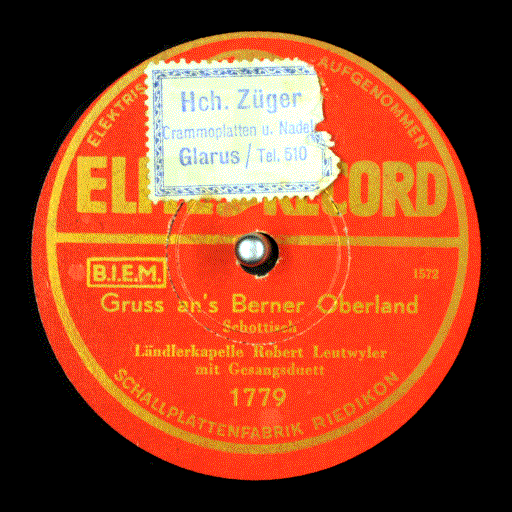 ELEKTRISCH AUFGENOMMEN
Hch. Züger
Grammoplatten u. Nadel
Glarus / Tel. 510
RECORD
B.I.E.M.
1572
Gruss an's Berner Oberland
Schottisch
Ländlerkapelle Robert Leutwyler
mit Gesangsduett
1779
SCHALLPLATTENFABRIK RIEDIKON